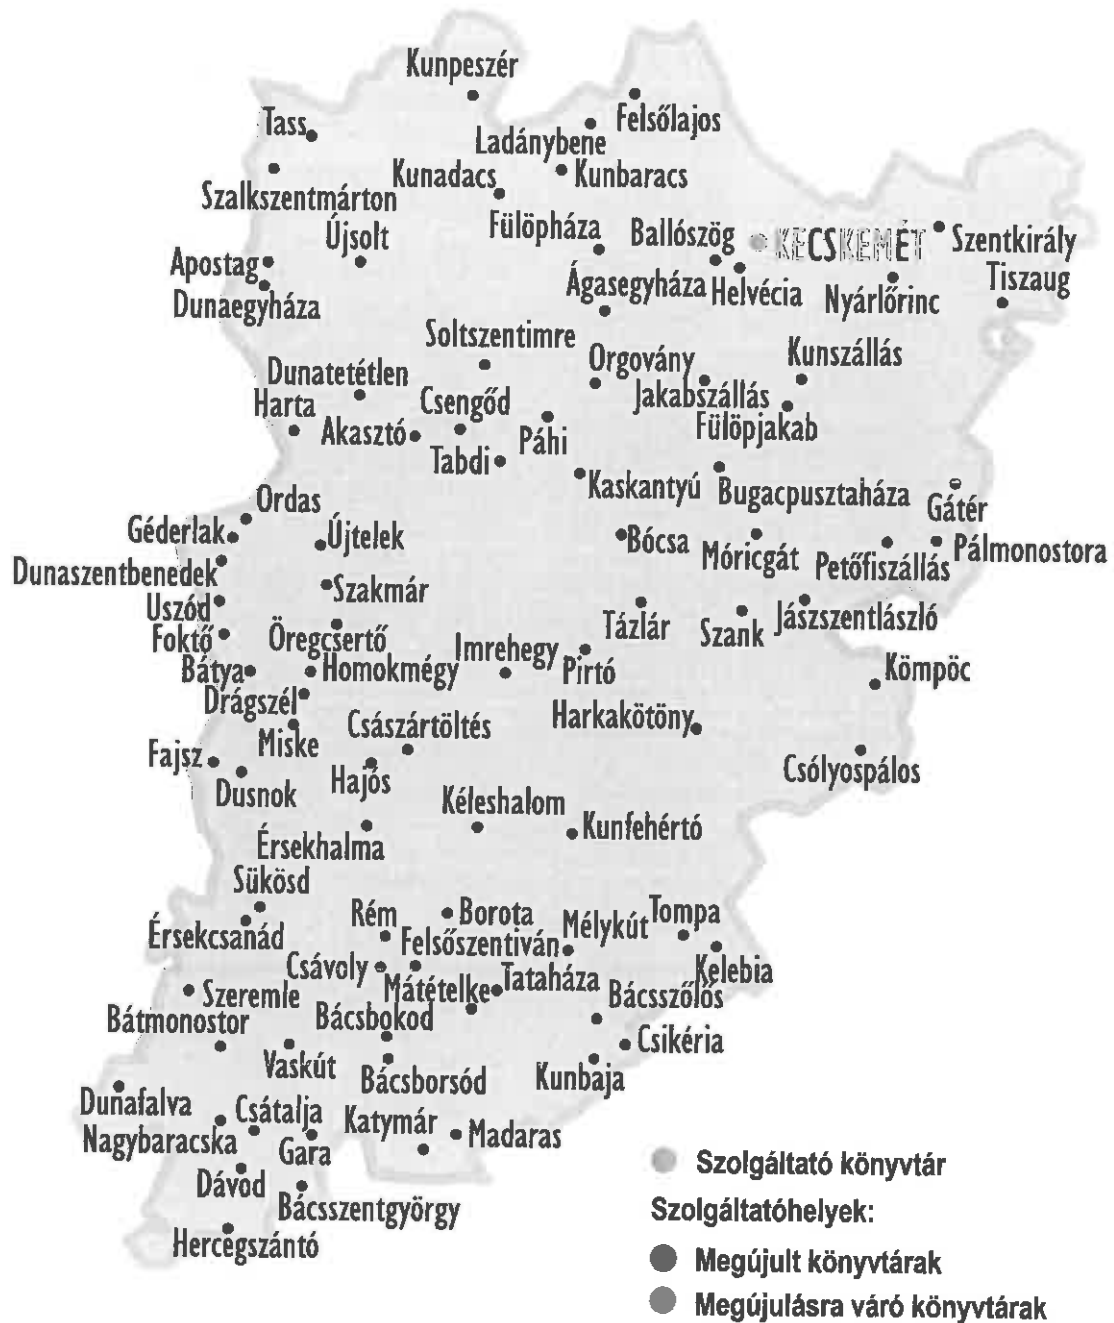 Kunpeszér
Felsőlajos
Tass
Ladánybene
Kunadacs
Kunbaracs
Szalkszentmárton
Újsolt
Fülöpháza
Ballószög
KECSKEMÉT
Szentkirály
Apostag
Tiszaug
Dunaegyháza
Ágasegyháza
Helvécia
Nyárlőrinc
Soltszentimre
Orgovány
Kunszállás
Dunatetétlen
Jakabszállás
Harta
Csengőd
Akasztó
Páhi
Fülöpjakab
Tabdi
Kaskantyú
Bugacpusztaháza
Ordas
Gátér
Géderlak
Újtelek
Bócsa
Móricgát
Petőfiszállás
Pálmonostora
Dunaszentbenedek
Szakmár
Uszód
Tázlár
Szank
Jászszentlászló
Foktő
Öregcsertő
Imrehegy
Pirtó
Bátya
Homokmégy
Kömpöc
Drágszél
Császártöltés
Harkakötöny
Miske
Fajsz
Hajós
Csólyospálos
Dusnok
Kéleshalom
Kunfehértó
Érsekhalma
Sükösd
Rém
Borota
Mélykút
Tompa
Érsekcsanád
Felsőszentiván
Csávoly
Kelebia
Szeremle
Mátételke
Tataháza
Bácsszőlős
Bátmonostor
Bácsbokod
Csikéria
Vaskút
Bácsborsód
Kunbaja
Dunafalva
Csátalja
Katymár
Madaras
Nagybaracska
Gara
Dávod
Bácsszentgyörgy
Hercegszántó
Szolgáltató könyvtár
Szolgáltatóhelyek:
Megújult könyvtárak
Megújulásra váró könyvtárak